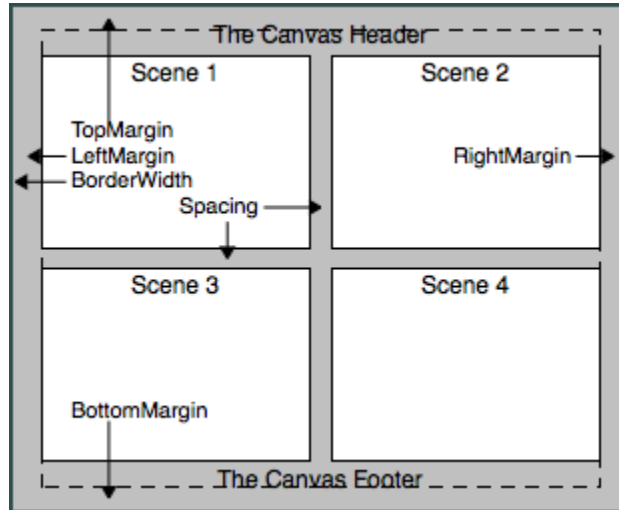 The Canvas Header
Scene 1
Scene 2
TopMargin
LeftMargin
RightMargin
BorderWidth
Spacing
Scene 3
Scene 4
BottomMargin
The Canvas Footer